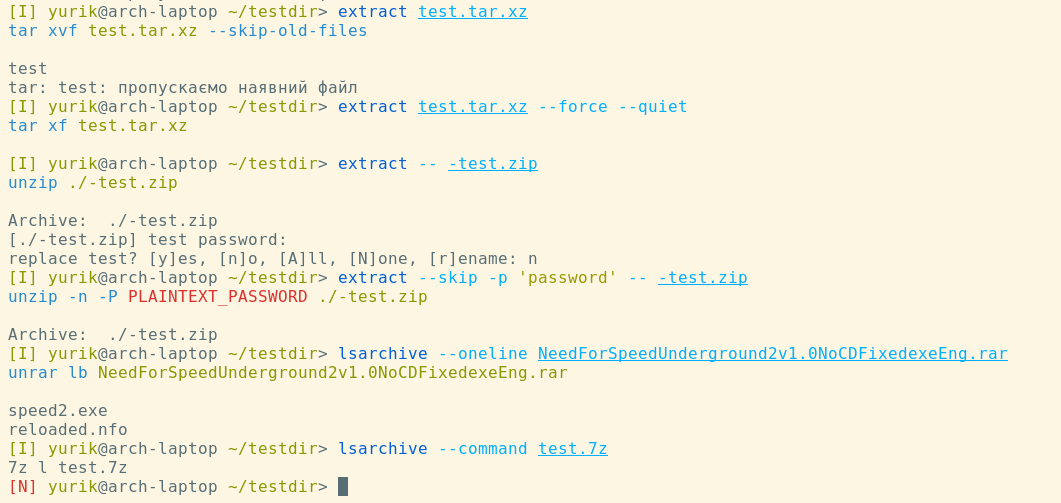 [I] yurik@arch-laptop ~/testdir> extract test.tar.xz
tar xvf test.tar.xz --skip-old-files
test
tar: test: пропускаємо наявний файл
[I] yurik@arch-laptop ~/testdir> extract test.tar.xz --force --quiet
tar xf test.tar.xz
[I] yurik@arch-laptop ~/testdir> extract -- -test.zip
unzip ./-test.zip
Archive:  ./-test.zip
[./-test.zip] test password:
replace test? [y]es, [n]o, [A]ll, [N]one, [r]ename: n
[I] yurik@arch-laptop ~/testdir> extract --skip -p 'password' -- -test.zip
unzip -n -P PLAINTEXT_PASSWORD ./-test.zip
Archive:  ./-test.zip
[I] yurik@arch-laptop ~/testdir> lsarchive --oneline NeedForSpeedUnderground2v1.0NoCDFixedexeEng.rar
unrar lb NeedForSpeedUnderground2v1.0NoCDFixedexeEng.rar
speed2.exe
reloaded.nfo
[I] yurik@arch-laptop ~/testdir> lsarchive --command test.7z
7z l test.7z
[N] yurik@arch-laptop ~/testdir>